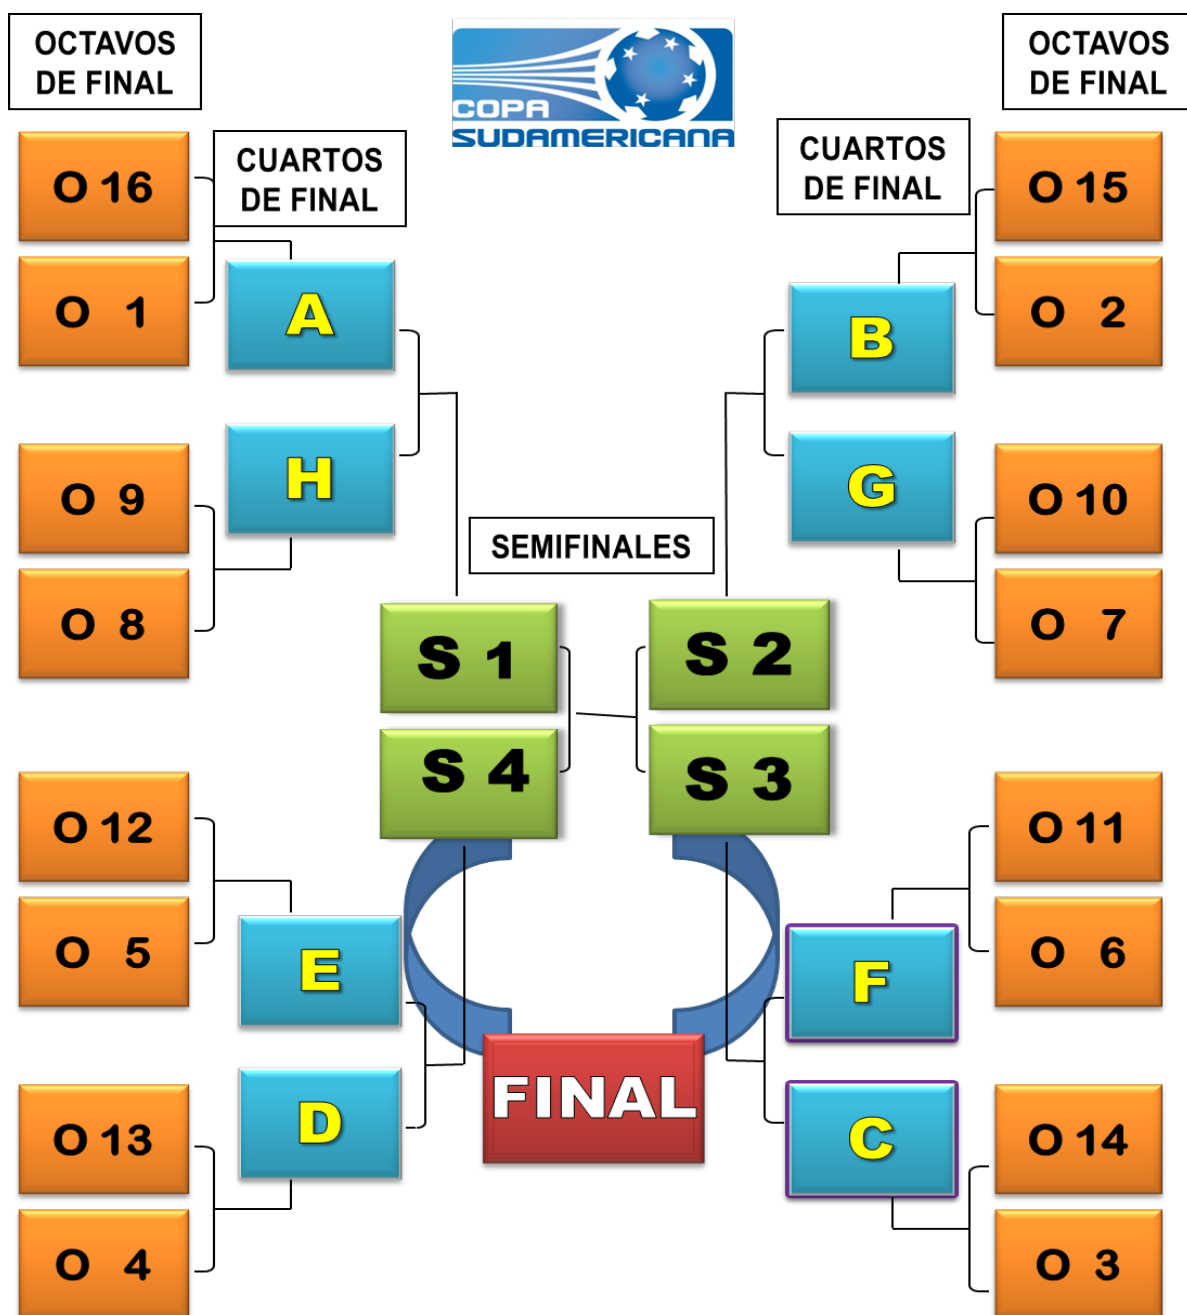 OCTAVOS
DE FINAL
COPA
SUDAMERICANA
OCTAVOS
DE FINAL
CUARTOS
DE FINAL
CUARTOS
DE FINAL
O 16
O 1
A
O 9
O 8
H
O 15
O 2
B
O 10
O 7
G
SEMIFINALES
S 1
S 2
S 4
S 3
O 12
O 5
E
O 13
O 4
D
O 11
O 6
F
O 14
O 3
C
FINAL